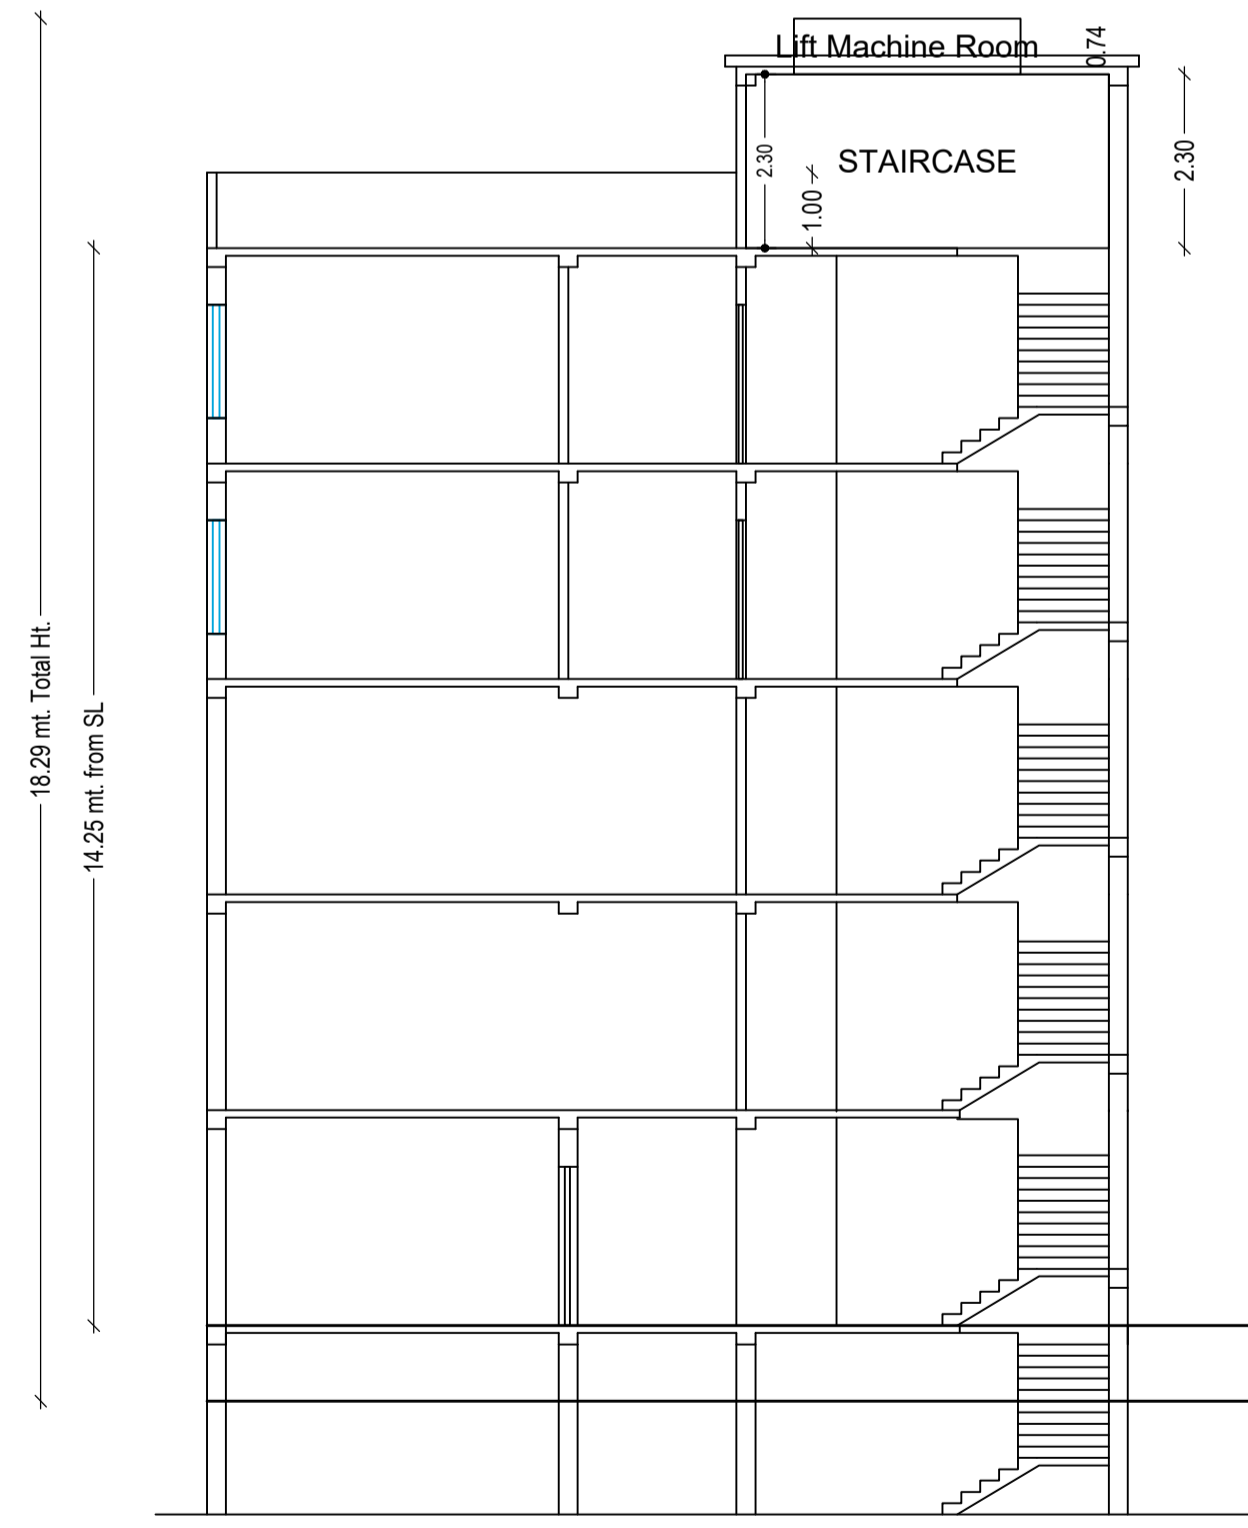 Lift Machine Room
0.74
STAIRCASE
2.30
1.00
2.30
18.29 mt. Total Ht.
14.25 mt. from SL